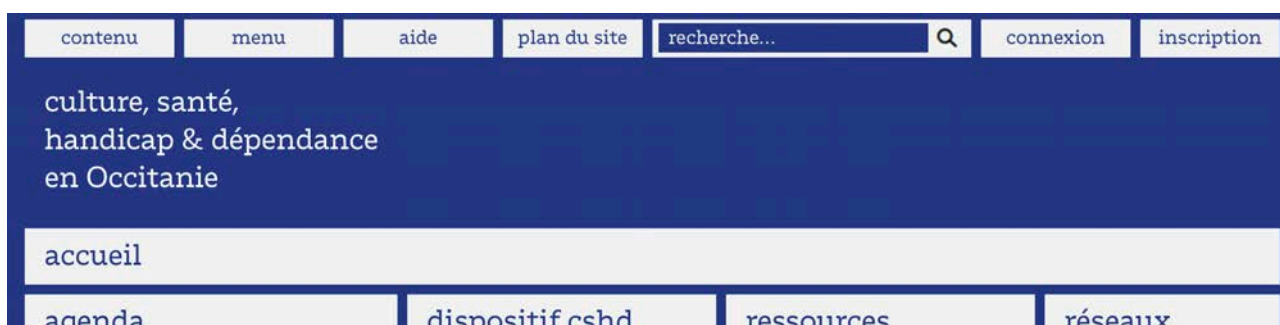 contenu menu aide plan du site recherche... connexion inscription
culture, santé,
handicap & dépendance
en Occitanie
accueil
agenda dispositif cshd ressources réseaux